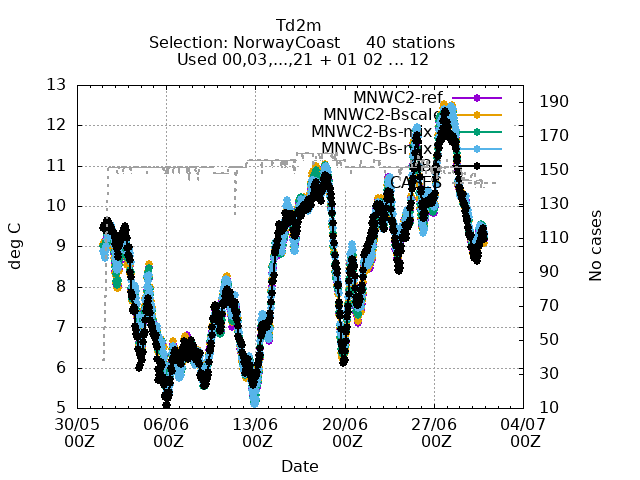 Td2m
Selection: NorwayCoast 40 stations
Used 00,03,...,21 + 01 02 ... 12
13
12
11
10
9
8
7
6
5
deg C
190
170
150
130
110
90
70
50
30
10
No cases
MNWC2-ref
MNWC2-Bscale
MNWC2-Bs-mix
MNWC-Bs-mix
CASES
30/05 06/06 13/06 20/06 27/06 04/07
00Z 00Z 00Z 00Z 00Z 00Z
Date